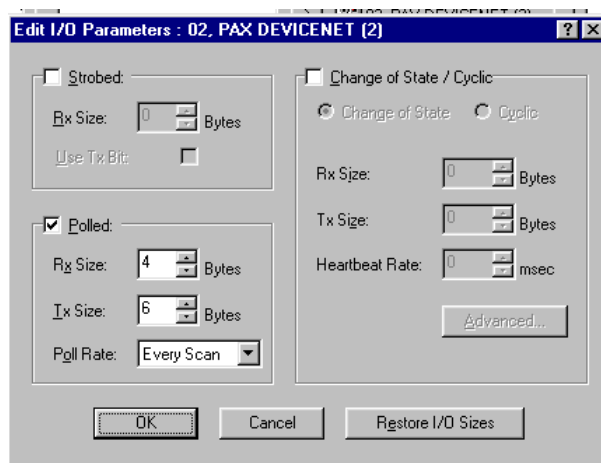 Edit I/O Parameters : 02, PAX DEVICENET (2)
Strobed:
Rx Size: 0 Bytes
Use Tx Bit:
Polled:
Rx Size: 4 Bytes
Tx Size: 6 Bytes
Poll Rate: Every Scan
Change of State / Cyclic
Change of State Cyclic
Rx Size: 0 Bytes
Tx Size: 0 Bytes
Heartbeat Rate: 0 msec
Advanced...
OK Cancel Restore I/O Sizes